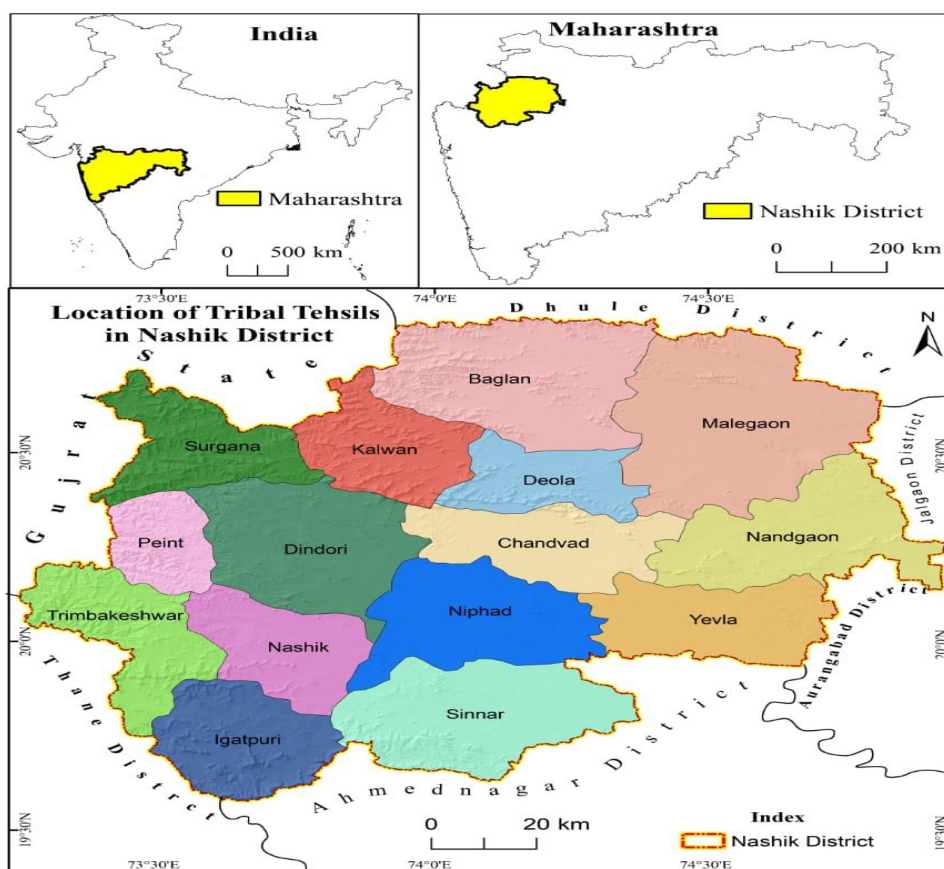 India
Maharashtra
0 500 km
Maharashtra
Nashik District
0 200 km
73°30'E 74°0'E 74°30'E
Location of Tribal Tehsils
in Nashik District
Dhule District
N
Gujrat State
Baglan
Malegaon
Surgana
Kalwan
Deola
20°30'N
20°30'N
Jalgaon District
Peint
Dindori
Chandvad
Nandgaon
Trimbakeshwar
Niphad
Yevla
Nashik
20°0'N
20°0'N
Aurangabad District
Thane District
Sinnar
Igatpuri
Ahmednagar District
Index
Nashik District
0 20 km
19°30'N
19°30'N
73°30'E 74°0'E 74°30'E